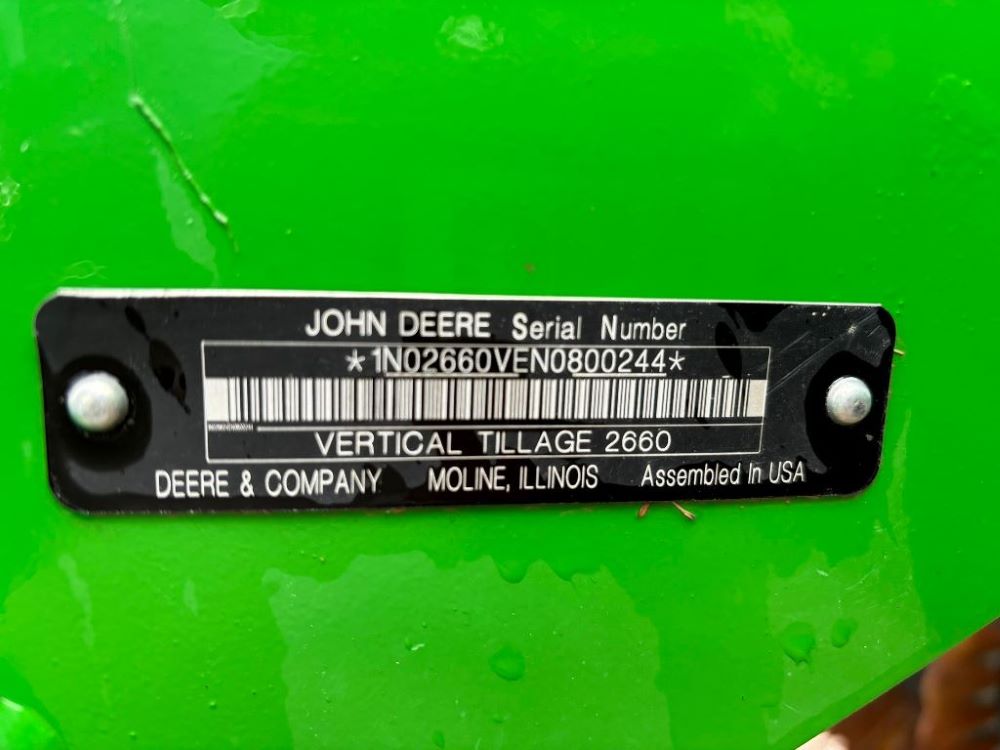 JOHN DEERE Serial Number
*1N02660VEN0800244*
VERTICAL TILLAGE 2660
DEERE & COMPANY MOLINE, ILLINOIS Assembled In USA